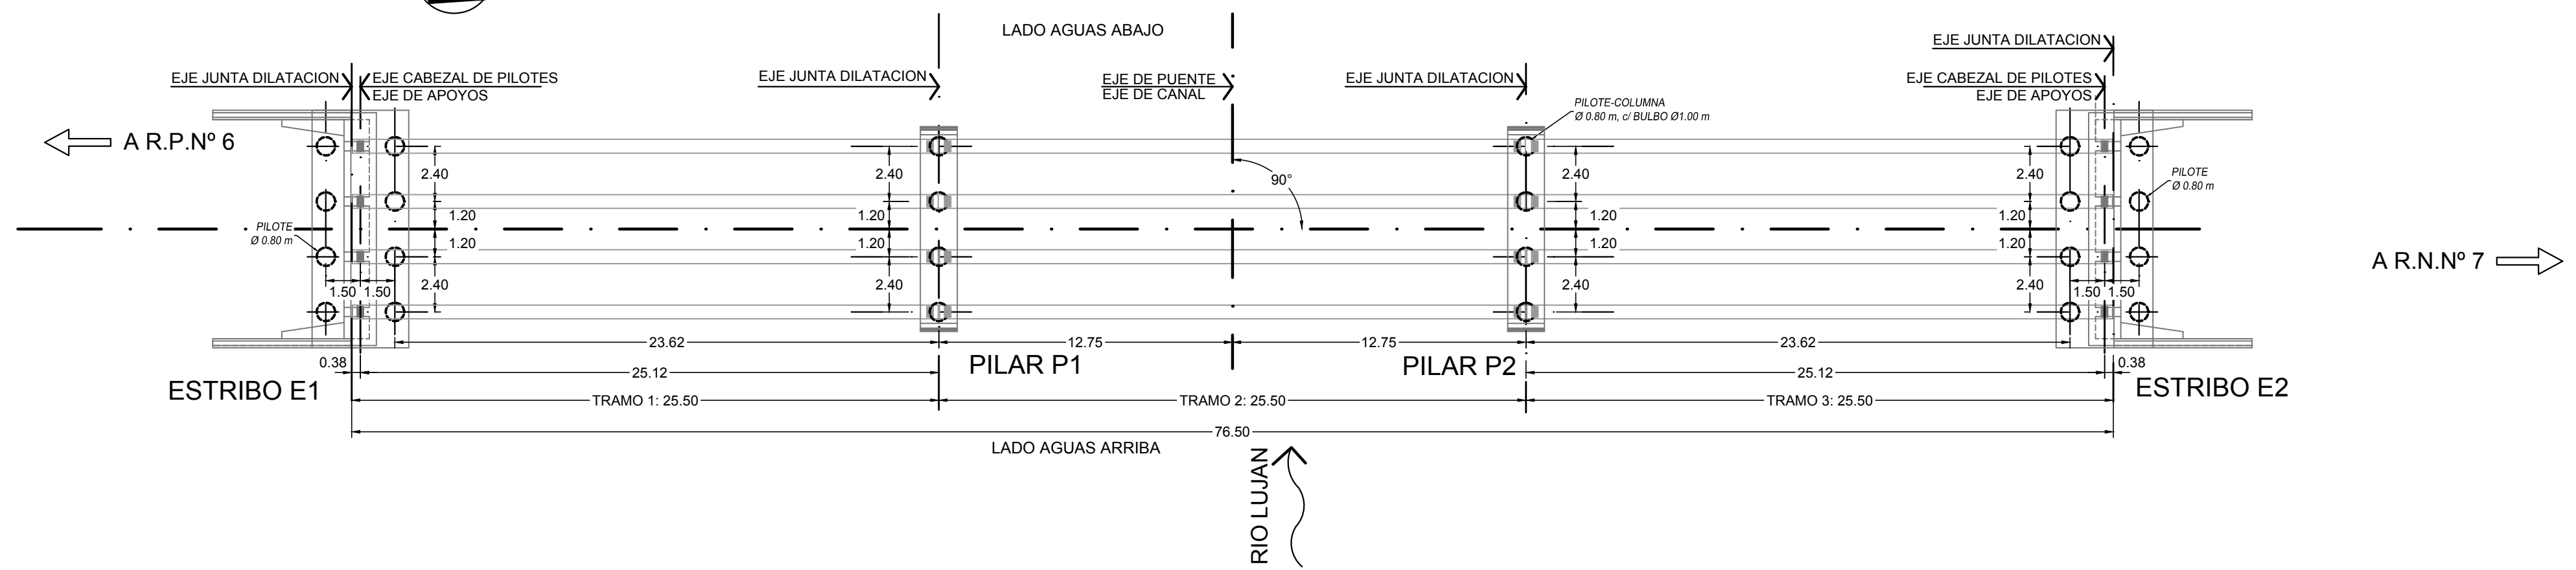 LADO AGUAS ABAJO
EJE JUNTA DILATACION
EJE JUNTA DILATACION
EJE CABEZAL DE PILOTES
EJE DE APOYOS
EJE JUNTA DILATACION
EJE DE PUENTE
EJE DE CANAL
EJE JUNTA DILATACION
EJE CABEZAL DE PILOTES
EJE DE APOYOS
PILOTE-COLUMNA
Ø 0.80 m, c/ BULBO Ø1.00 m
A R.P.Nº 6
2.40
2.40
90°
2.40
2.40
PILOTE
Ø 0.80 m
1.20
1.20
1.20
1.20
PILOTE
Ø 0.80 m
1.20
1.20
1.20
1.20
A R.N.Nº 7
1.50
1.50
2.40
2.40
2.40
2.40
1.50
1.50
23.62
12.75
12.75
23.62
0.38
25.12
PILAR P1
PILAR P2
25.12
0.38
ESTRIBO E1
TRAMO 1: 25.50
TRAMO 2: 25.50
TRAMO 3: 25.50
ESTRIBO E2
76.50
LADO AGUAS ARRIBA
RIO LUJAN